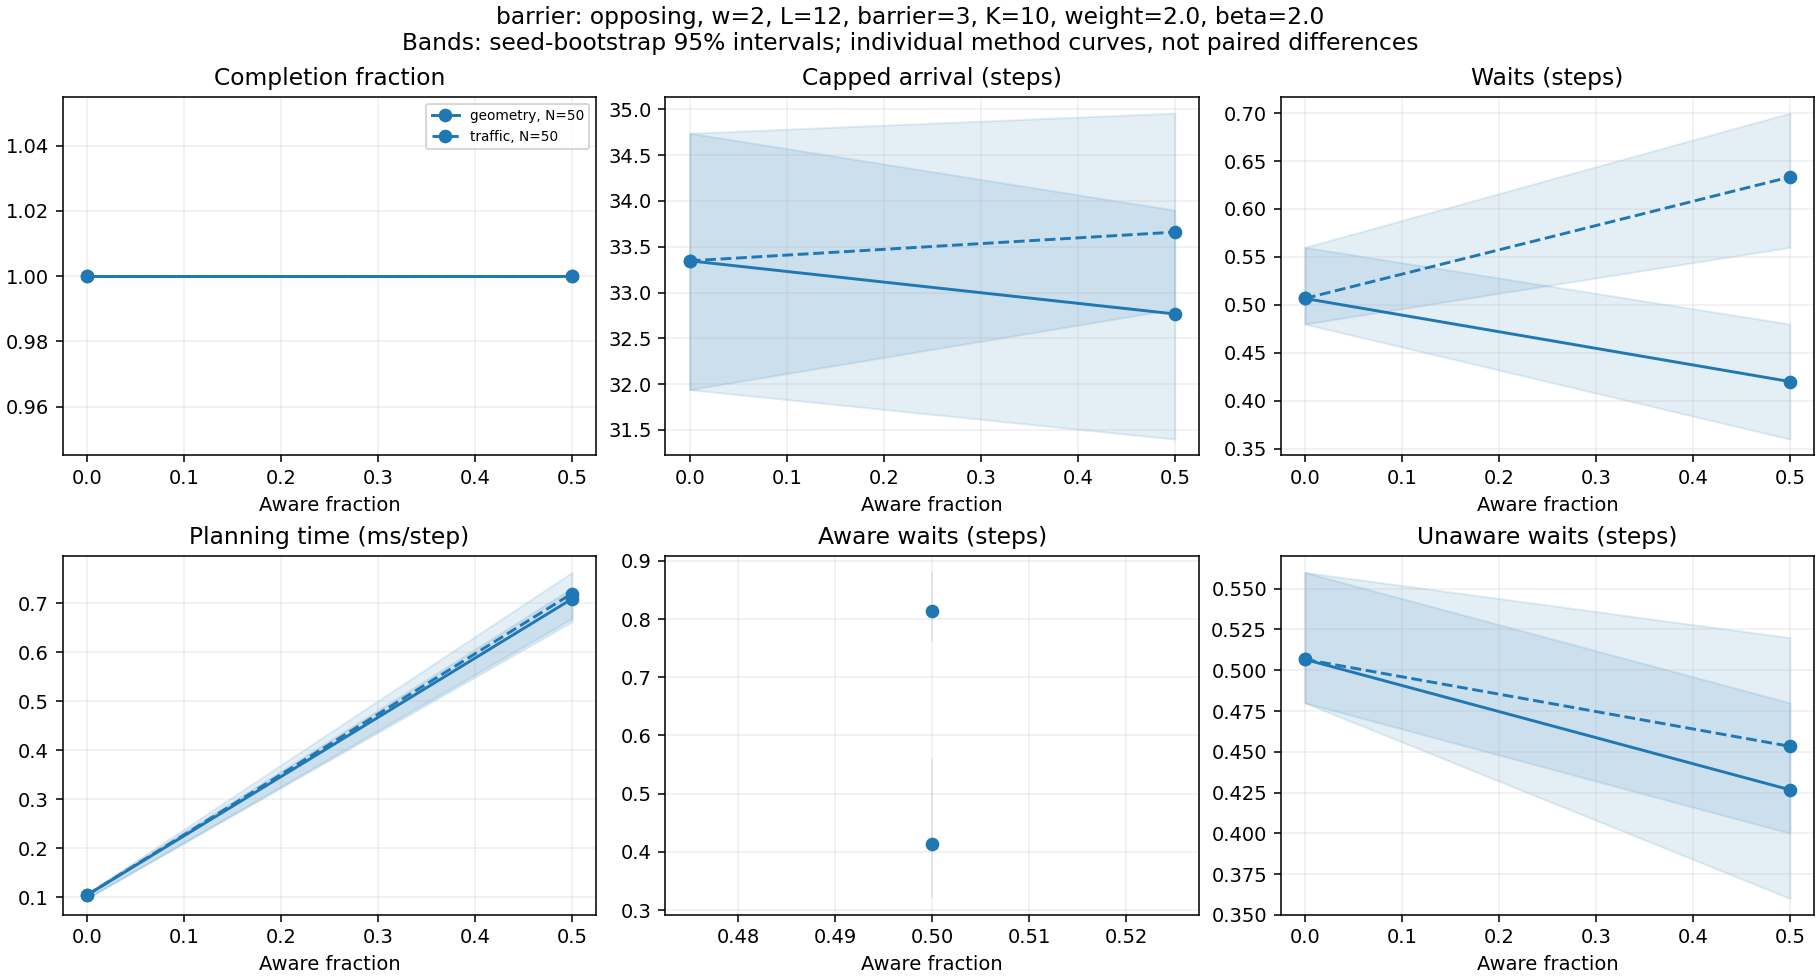 barrier: opposing, w=2, L=12, barrier=3, K=10, weight=2.0, beta=2.0
Bands: seed-bootstrap 95% intervals; individual method curves, not paired differences
Completion fraction
geometry, N=50
traffic, N=50
1.04
1.02
1.00
0.98
0.96
0.0 0.1 0.2 0.3 0.4 0.5
Aware fraction
Capped arrival (steps)
35.0
34.5
34.0
33.5
33.0
32.5
32.0
31.5
0.0 0.1 0.2 0.3 0.4 0.5
Aware fraction
Waits (steps)
0.70
0.65
0.60
0.55
0.50
0.45
0.40
0.35
0.0 0.1 0.2 0.3 0.4 0.5
Aware fraction
Planning time (ms/step)
0.7
0.6
0.5
0.4
0.3
0.2
0.1
0.0 0.1 0.2 0.3 0.4 0.5
Aware fraction
Aware waits (steps)
0.9
0.8
0.7
0.6
0.5
0.4
0.3
0.48 0.49 0.50 0.51 0.52
Aware fraction
Unaware waits (steps)
0.550
0.525
0.500
0.475
0.450
0.425
0.400
0.375
0.350
0.0 0.1 0.2 0.3 0.4 0.5
Aware fraction